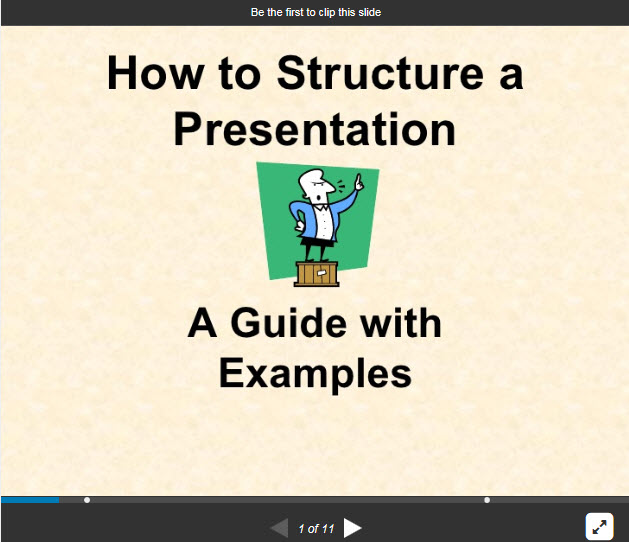 Be the first to clip this slide
How to Structure a
Presentation
A Guide with
Examples
1 of 11